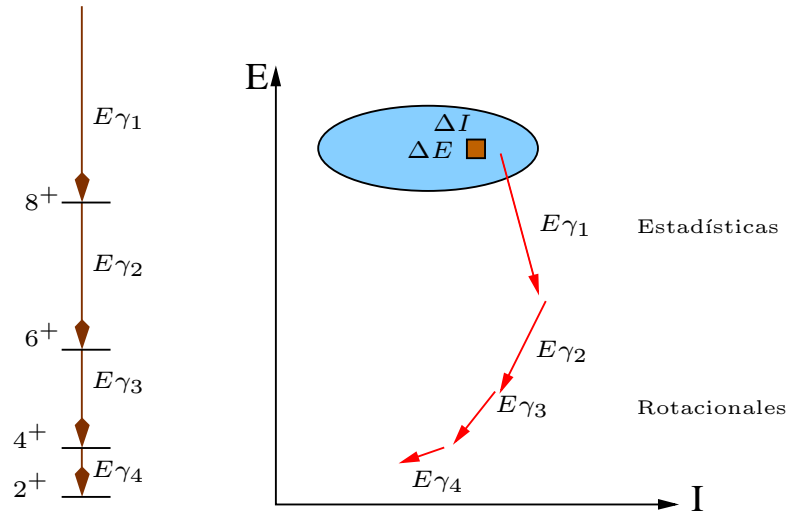 Eγ₁
8⁺
Eγ₂
6⁺
Eγ₃
4⁺
Eγ₄
2⁺
E
ΔI
ΔE
Eγ₁
Estadísticas
Eγ₂
Eγ₃
Rotacionales
Eγ₄
I